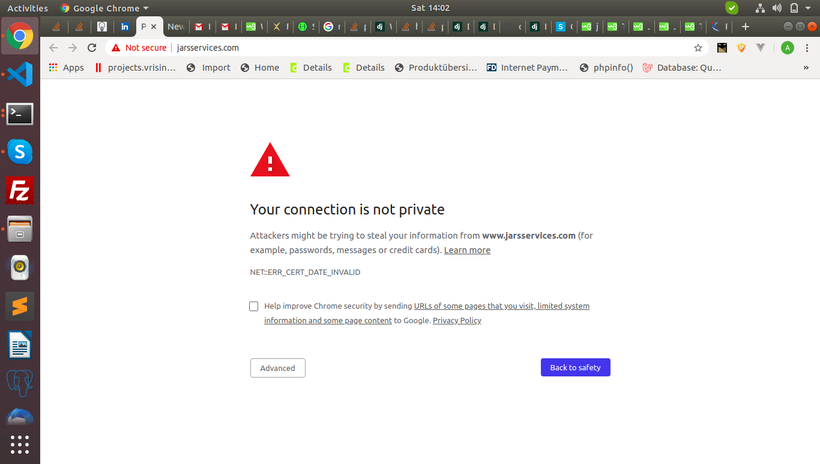 Activities
Google Chrome
Sat 14:02
Not secure
jarsservices.com
Apps
projects.vrisin...
Import
Home
Details
Details
Produktübersi...
Internet Paym...
phpinfo()
Database: Qu...
»
Your connection is not private
Attackers might be trying to steal your information from www.jarsservices.com (for
example, passwords, messages or credit cards). Learn more
NET::ERR_CERT_DATE_INVALID
Help improve Chrome security by sending URLs of some pages that you visit, limited system
information and some page content to Google. Privacy Policy
Advanced
Back to safety